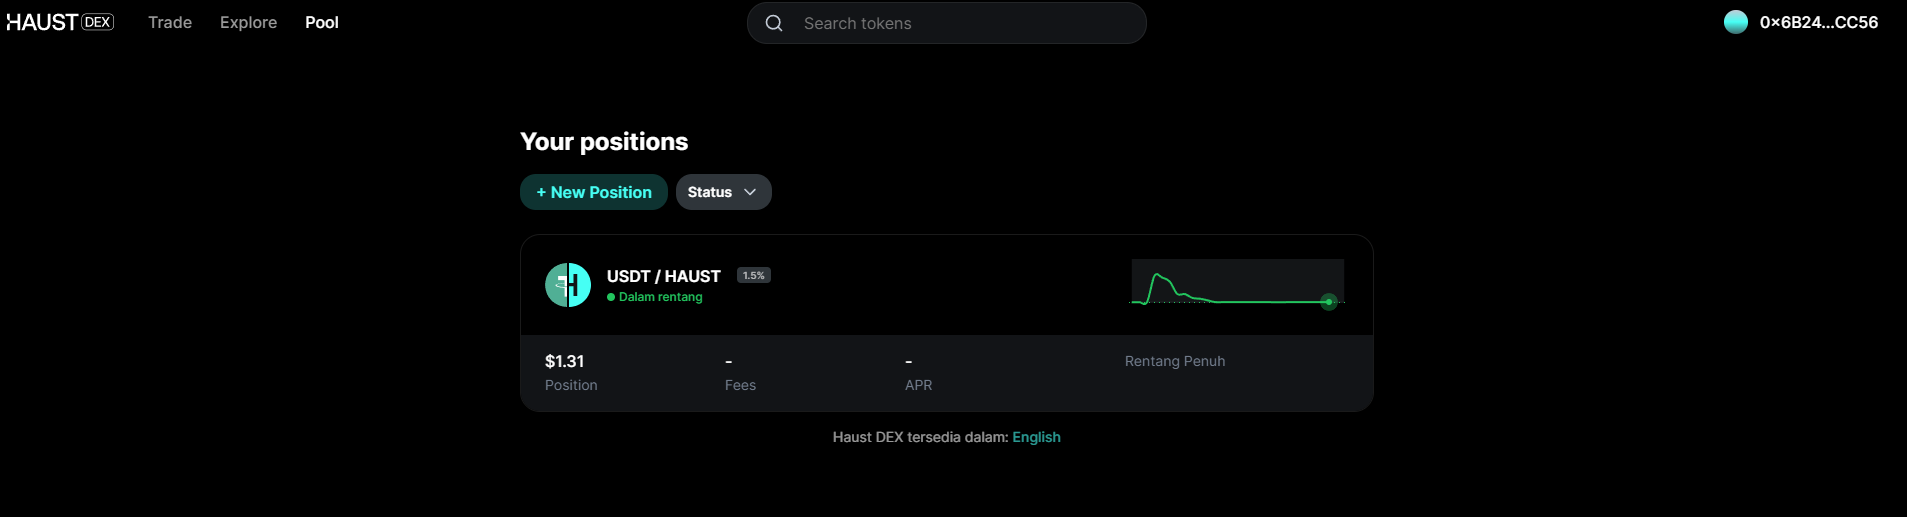 HAUST DEX Trade Explore Pool Search tokens 0×6B24...CC56
Your positions
+ New Position Status
USDT / HAUST 1.5%
Dalam rentang
$1.31 - - Rentang Penuh
Position Fees APR
Haust DEX tersedia dalam: English